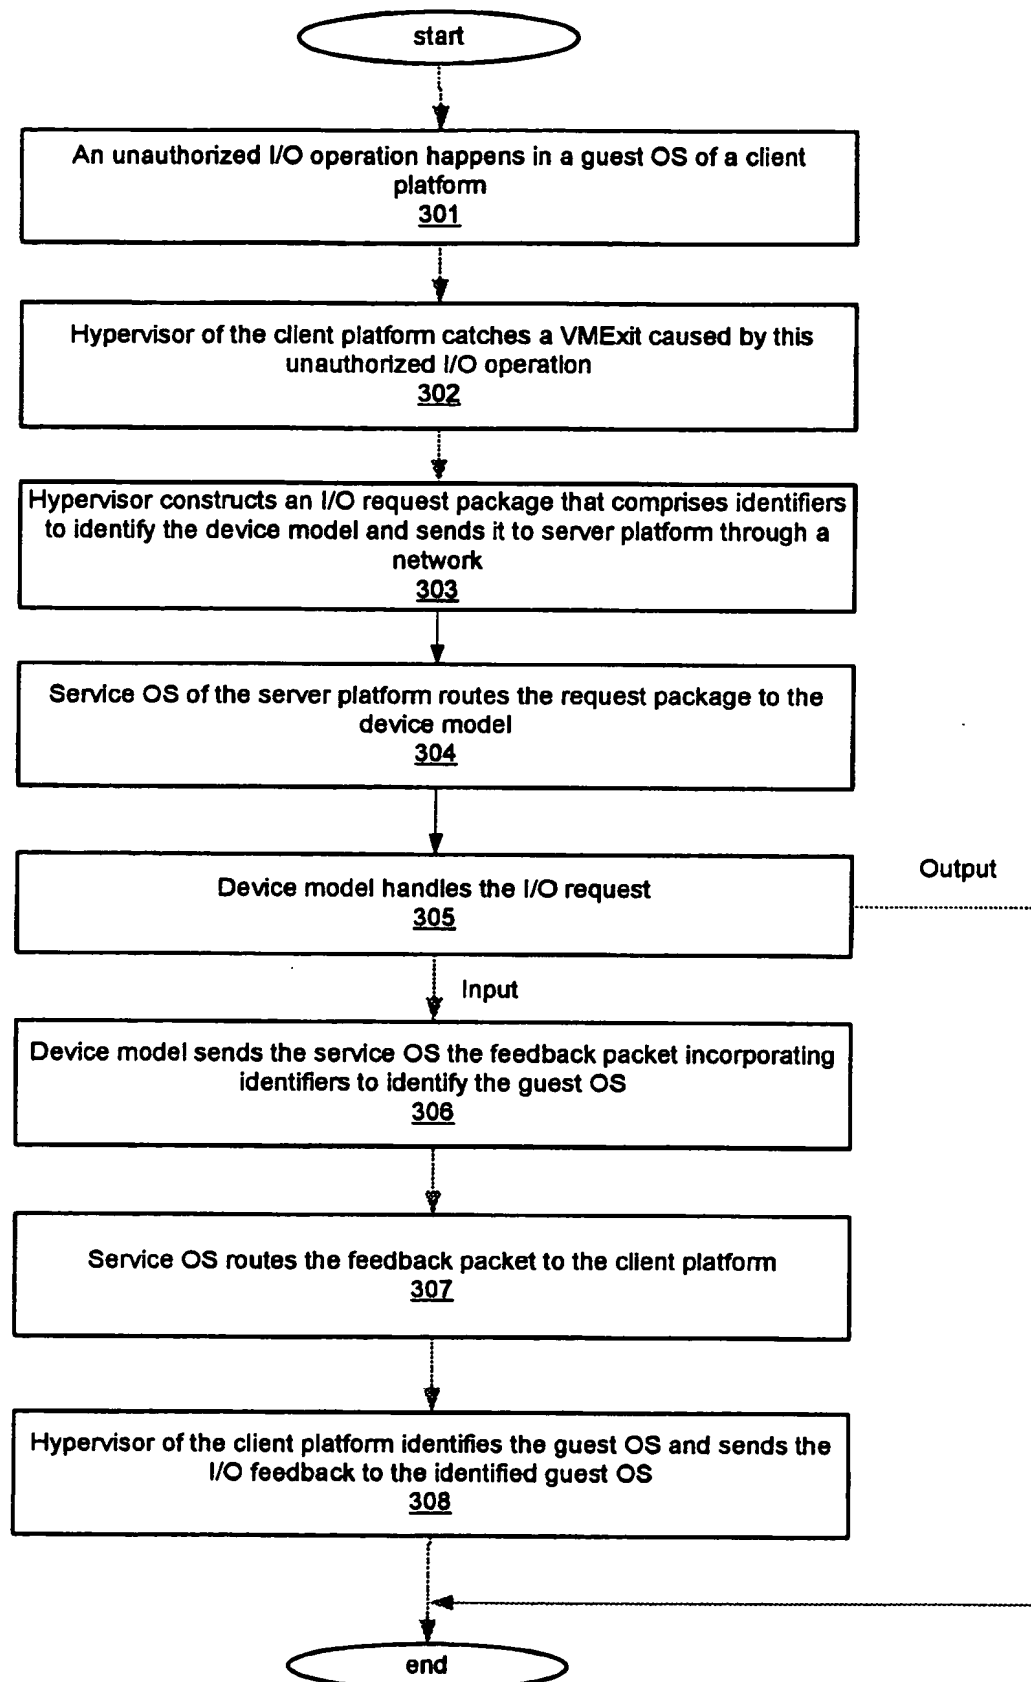 start
An unauthorized I/O operation happens in a guest OS of a client
platform
301
Hypervisor of the client platform catches a VMExit caused by this
unauthorized I/O operation
302
Hypervisor constructs an I/O request package that comprises identifiers
to identify the device model and sends it to server platform through a
network
303
Service OS of the server platform routes the request package to the
device model
304
Device model handles the I/O request
305
Output
Input
Device model sends the service OS the feedback packet incorporating
identifiers to identify the guest OS
306
Service OS routes the feedback packet to the client platform
307
Hypervisor of the client platform identifies the guest OS and sends the
I/O feedback to the identified guest OS
308
end